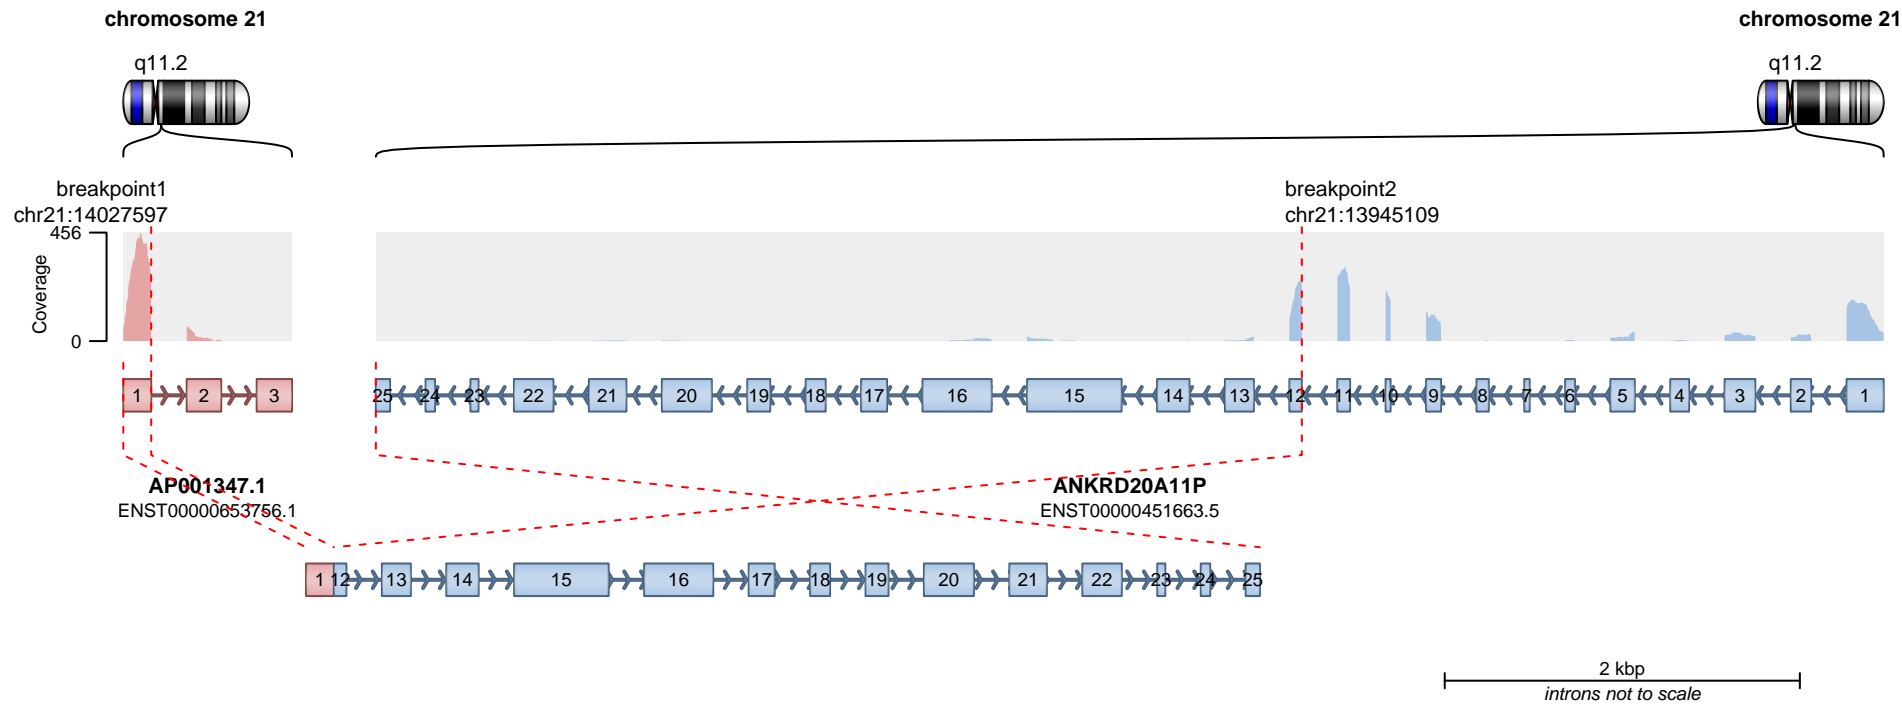 chromosome 21
chromosome 21
q11.2
q11.2
breakpoint1
chr21:14027597
breakpoint2
chr21:13945109
456
0
Coverage
1 2 3
25 24 23 22 21 20 19 18 17 16 15 14 13 12 11 10 9 8 7 6 5 4 3 2 1
AP001347.1
ENST00000653756.1
ANKRD20A11P
ENST00000451663.5
1 12 13 14 15 16 17 18 19 20 21 22 23 24 25
2 kbp
introns not to scale